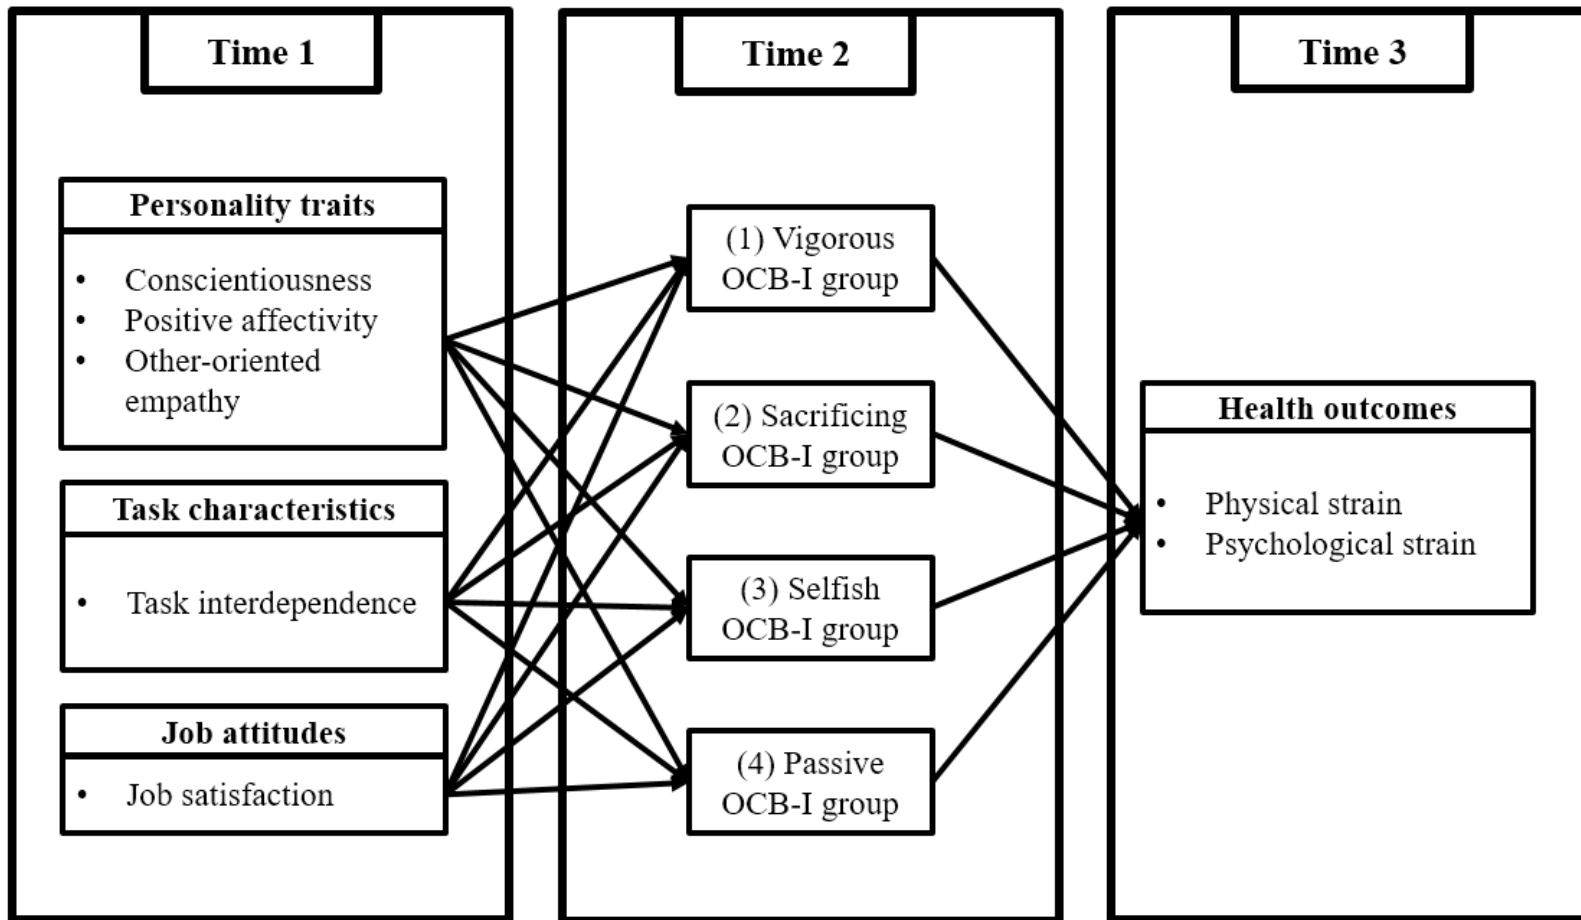 Time 1
Personality traits
• Conscientiousness
• Positive affectivity
• Other-oriented
empathy
Task characteristics
• Task interdependence
Job attitudes
• Job satisfaction
Time 2
(1) Vigorous
OCB-I group
(2) Sacrificing
OCB-I group
(3) Selfish
OCB-I group
(4) Passive
OCB-I group
Time 3
Health outcomes
• Physical strain
• Psychological strain